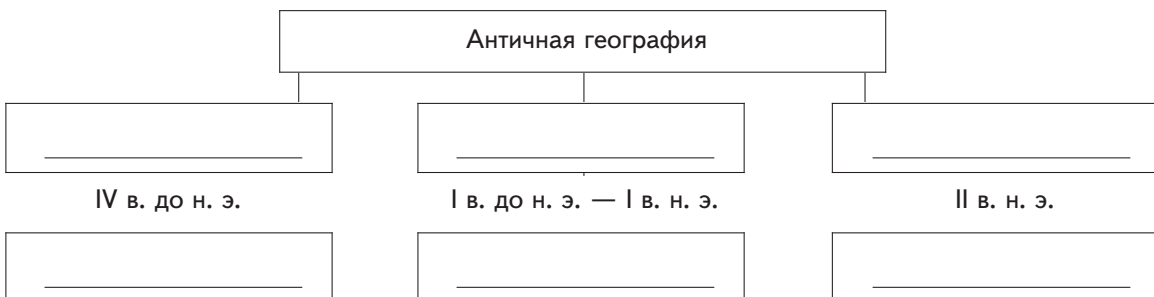 Античная география
IV в. до н. э.
I в. до н. э. — I в. н. э.
II в. н. э.